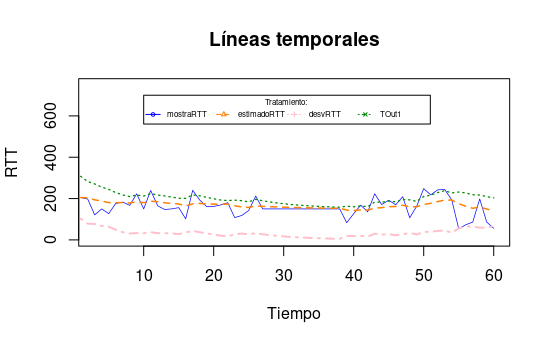 Líneas temporales
Tratamiento:
mostraRTT estimadoRTT desvRTT TOut1
RTT
600
400
200
0
10 20 30 40 50 60
Tiempo